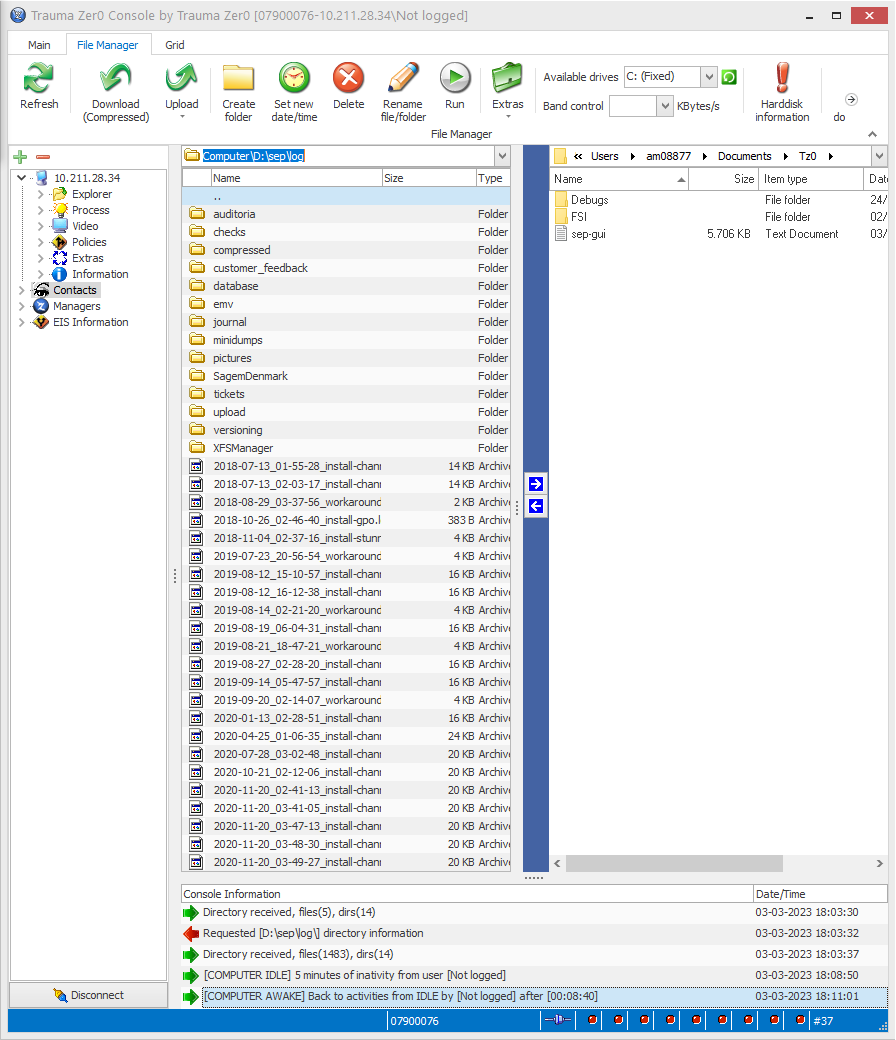 Trauma Zer0 Console by Trauma Zer0 [07900076-10.211.28.34\Not logged]
Main File Manager Grid
Refresh Download (Compressed) Upload Create folder Set new date/time Delete Rename file/folder Run Extras
Available drives C: (Fixed)
Band control KBytes/s
Harddisk information
do
File Manager
10.211.28.34
Explorer
Process
Video
Policies
Extras
Information
Contacts
Managers
EIS Information
Disconnect
Computer\D:\sep\log
Name Size Type
..
auditoria Folder
checks Folder
compressed Folder
customer_feedback Folder
database Folder
emv Folder
journal Folder
minidumps Folder
pictures Folder
SagemDenmark Folder
tickets Folder
upload Folder
versioning Folder
XFSManager Folder
2018-07-13_01-55-28_install-chann 14 KB Archive
2018-07-13_02-03-17_install-chann 14 KB Archive
2018-08-29_03-37-56_workaround 2 KB Archive
2018-10-26_02-46-40_install-gpo.l 383 B Archive
2018-11-04_02-37-16_install-stunn 4 KB Archive
2019-07-23_20-56-54_workaround 4 KB Archive
2019-08-12_15-10-57_install-chann 16 KB Archive
2019-08-12_16-12-38_install-chann 16 KB Archive
2019-08-14_02-21-20_workaround 4 KB Archive
2019-08-19_06-04-31_install-chann 16 KB Archive
2019-08-21_18-47-21_workaround 4 KB Archive
2019-08-27_02-28-20_install-chann 16 KB Archive
2019-09-14_05-47-57_install-chann 16 KB Archive
2019-09-20_02-14-07_workaround 4 KB Archive
2020-01-13_02-28-51_install-chann 16 KB Archive
2020-04-25_01-06-35_install-chann 24 KB Archive
2020-07-28_03-02-48_install-chann 20 KB Archive
2020-10-21_02-12-06_install-chann 20 KB Archive
2020-11-20_02-41-13_install-chann 20 KB Archive
2020-11-20_03-41-05_install-chann 20 KB Archive
2020-11-20_03-47-13_install-chann 20 KB Archive
2020-11-20_03-48-30_install-chann 20 KB Archive
2020-11-20_03-49-27_install-chann 20 KB Archive
« Users am08877 Documents Tz0
Name Size Item type Date
Debugs File folder 24/
FSI File folder 02/
sep-gui 5.706 KB Text Document 03/
Console Information Date/Time
Directory received, files(5), dirs(14) 03-03-2023 18:03:30
Requested [D:\sep\log\] directory information 03-03-2023 18:03:32
Directory received, files(1483), dirs(14) 03-03-2023 18:03:37
[COMPUTER IDLE] 5 minutes of inativity from user [Not logged] 03-03-2023 18:08:50
[COMPUTER AWAKE] Back to activities from IDLE by [Not logged] after [00:08:40] 03-03-2023 18:11:01
07900076 #37